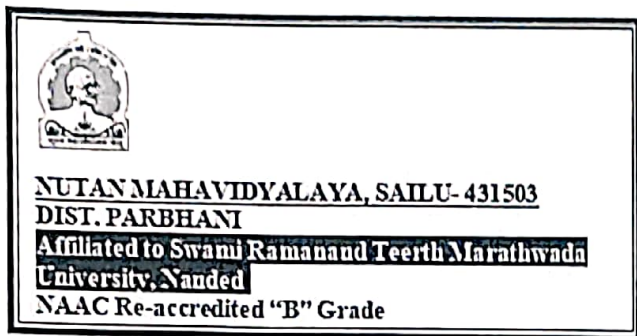 NUTAN MAHAVIDYALAYA, SAILU- 431503
DIST. PARBHANI
Affiliated to Swami Ramanand Teerth Marathwada
University, Nanded
NAAC Re-accredited “B” Grade